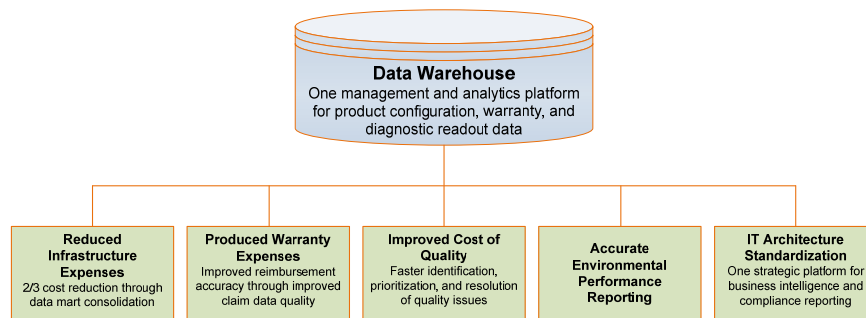 Data Warehouse
One management and analytics platform
for product configuration, warranty, and
diagnostic readout data
Reduced
Infrastructure
Expenses
2/3 cost reduction through
data mart consolidation
Produced Warranty
Expenses
Improved reimbursement
accuracy through improved
claim data quality
Improved Cost of
Quality
Faster identification,
prioritization, and resolution
of quality issues
Accurate
Environmental
Performance
Reporting
IT Architecture
Standardization
One strategic platform for
business intelligence and
compliance reporting